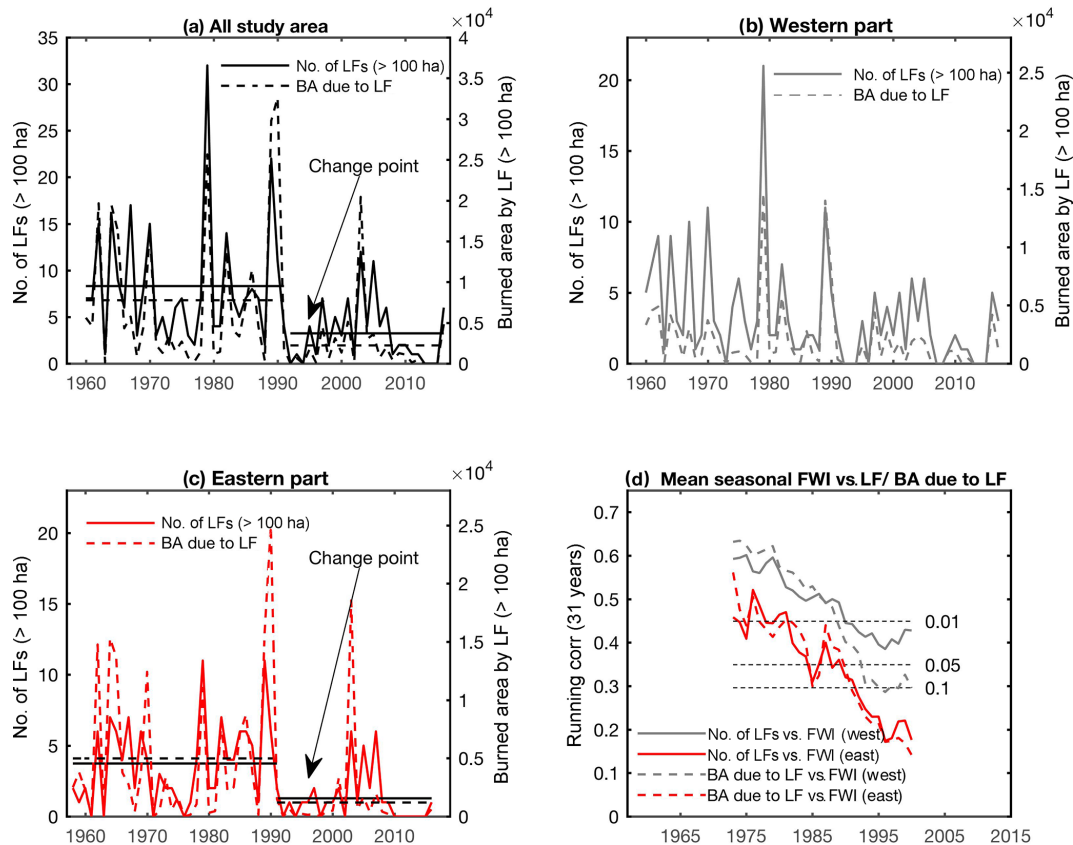 (a) All study area
×10⁴
No. of LFs (> 100 ha)
BA due to LF
Change point
No. of LFs (> 100 ha)
Burned area by LF (> 100 ha)
35
30
25
20
15
10
5
0
4
3.5
3
2.5
2
1.5
1
0.5
0
1960 1970 1980 1990 2000 2010
(b) Western part
×10⁴
No. of LFs (> 100 ha)
BA due to LF
No. of LFs (> 100 ha)
Burned area by LF (> 100 ha)
20
15
10
5
0
2.5
2
1.5
1
0.5
0
1960 1970 1980 1990 2000 2010
(c) Eastern part
×10⁴
No. of LFs (> 100 ha)
BA due to LF
Change point
No. of LFs (> 100 ha)
Burned area by LF (> 100 ha)
20
15
10
5
0
2.5
2
1.5
1
0.5
0
1960 1970 1980 1990 2000 2010
(d) Mean seasonal FWI vs. LF/ BA due to LF
Running corr (31 years)
0.7
0.6
0.5
0.4
0.3
0.2
0.1
0
0.01
0.05
0.1
No. of LFs vs. FWI (west)
No. of LFs vs. FWI (east)
BA due to LF vs. FWI (west)
BA due to LF vs. FWI (east)
1965 1975 1985 1995 2005 2015